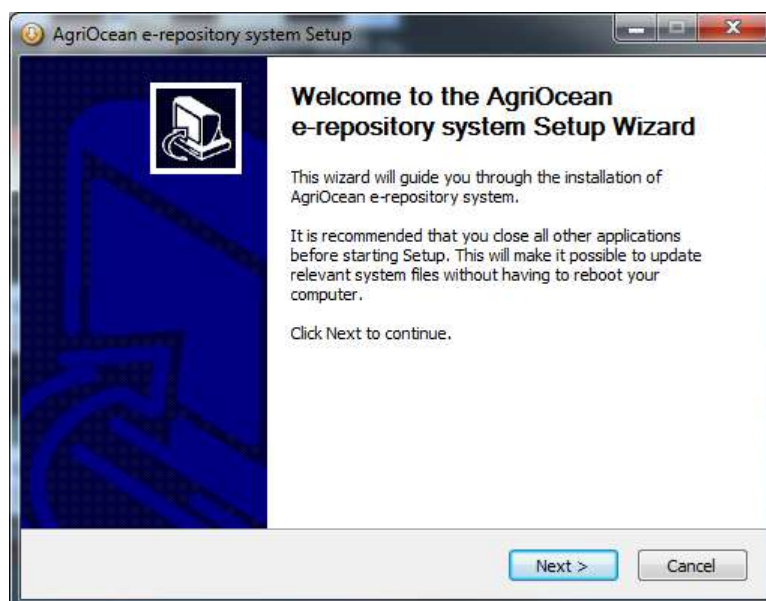 AgriOcean e-repository system Setup
Welcome to the AgriOcean
e-repository system Setup Wizard
This wizard will guide you through the installation of
AgriOcean e-repository system.
It is recommended that you close all other applications
before starting Setup. This will make it possible to update
relevant system files without having to reboot your
computer.
Click Next to continue.
Next >
Cancel